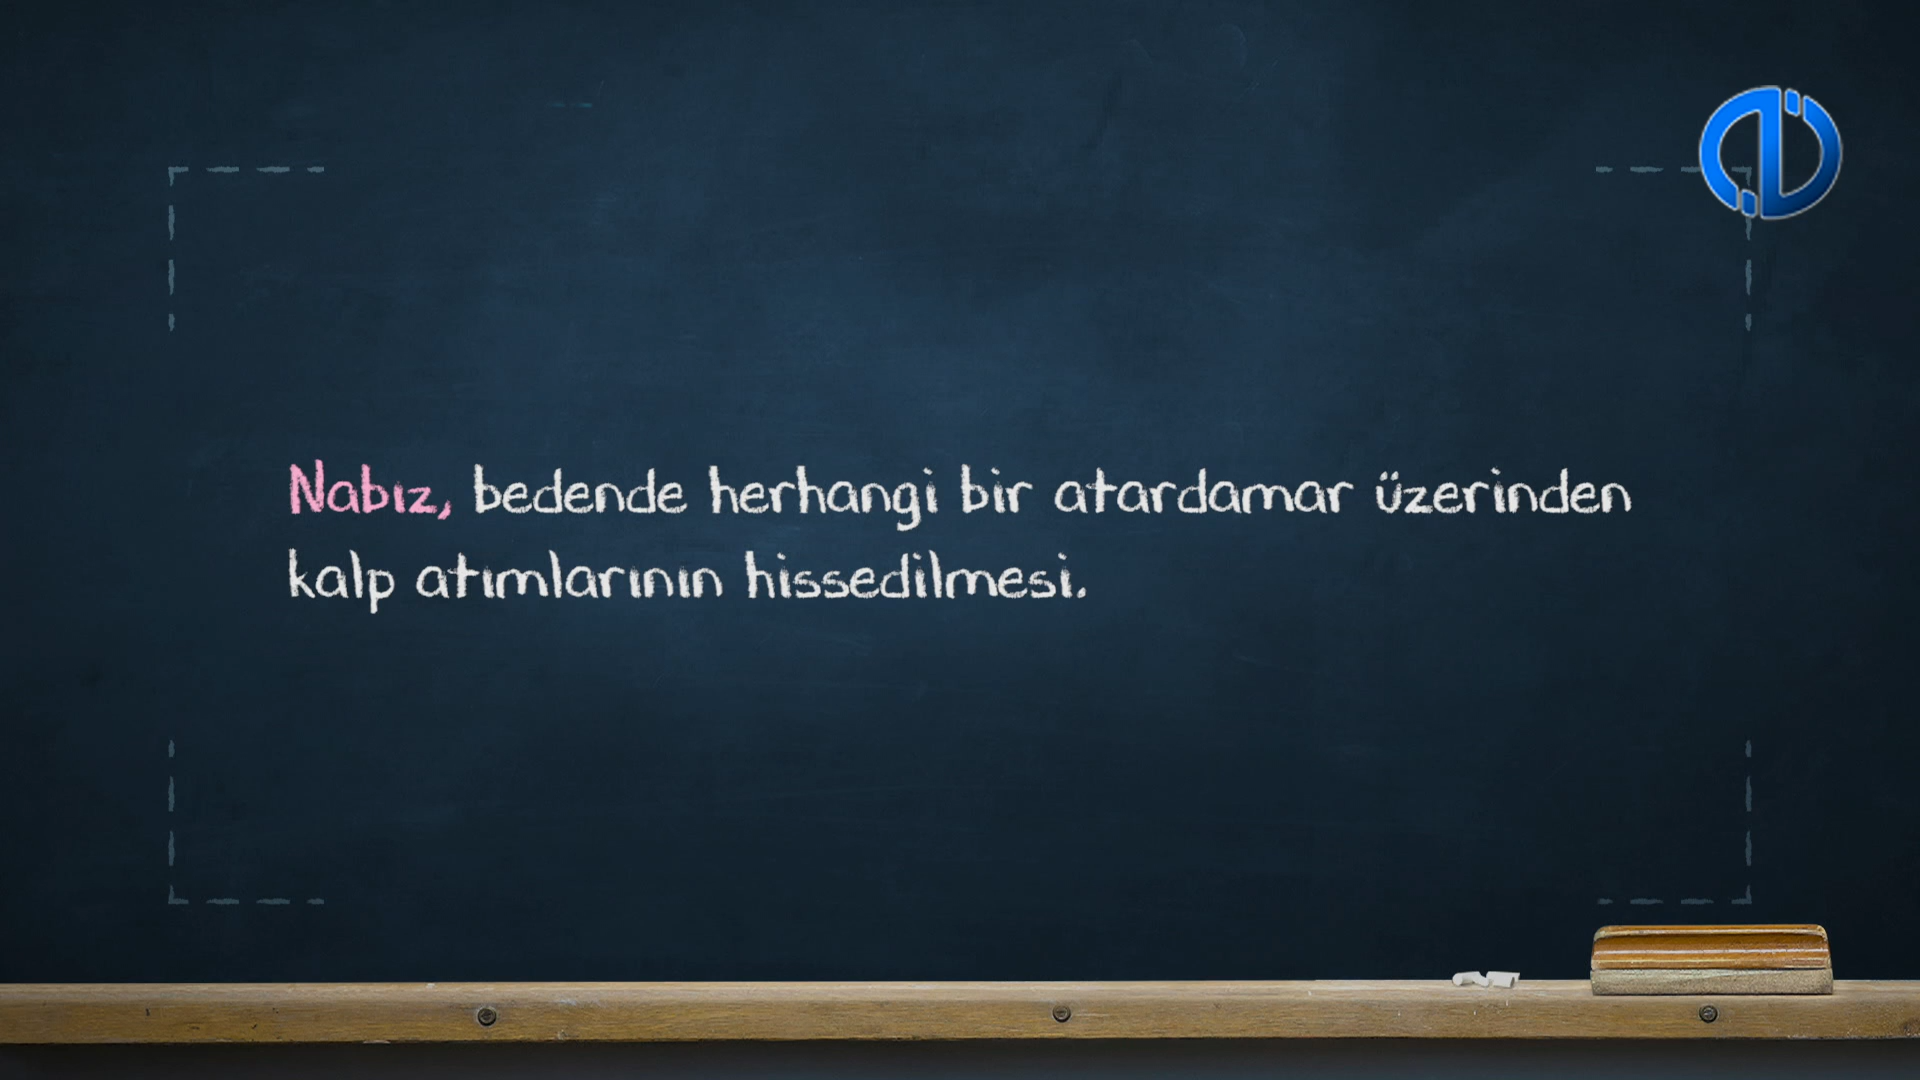 Nabız, bedende herhangi bir atardamar üzerinden
kalp atımlarının hissedilmesi.